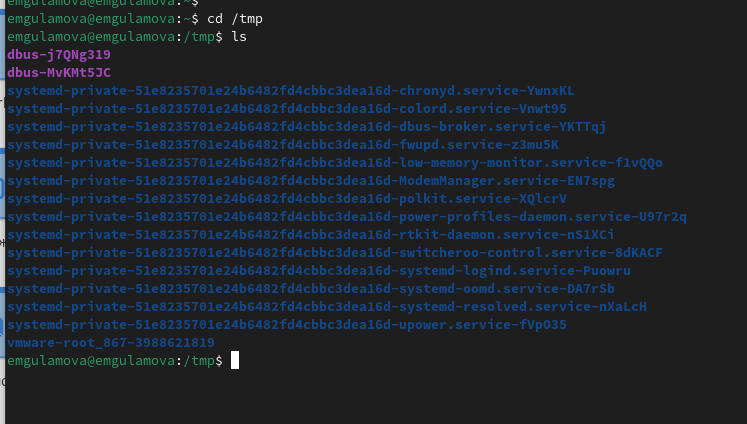 emgulamova@emgulamova:~$
emgulamova@emgulamova:~$ cd /tmp
emgulamova@emgulamova:/tmp$ ls
dbus-j7QNg319
dbus-MvKMt5JC
systemd-private-51e8235701e24b6482fd4cbbc3dea16d-chronyd.service-YwnxKL
systemd-private-51e8235701e24b6482fd4cbbc3dea16d-colord.service-Vnwt95
systemd-private-51e8235701e24b6482fd4cbbc3dea16d-dbus-broker.service-YKTTqj
systemd-private-51e8235701e24b6482fd4cbbc3dea16d-fwupd.service-z3mu5K
systemd-private-51e8235701e24b6482fd4cbbc3dea16d-low-memory-monitor.service-f1vQQo
systemd-private-51e8235701e24b6482fd4cbbc3dea16d-ModemManager.service-EN7spg
systemd-private-51e8235701e24b6482fd4cbbc3dea16d-polkit.service-XQlcrV
systemd-private-51e8235701e24b6482fd4cbbc3dea16d-power-profiles-daemon.service-U97r2q
systemd-private-51e8235701e24b6482fd4cbbc3dea16d-rtkit-daemon.service-nS1XCi
systemd-private-51e8235701e24b6482fd4cbbc3dea16d-switcheroo-control.service-8dKACF
systemd-private-51e8235701e24b6482fd4cbbc3dea16d-systemd-logind.service-Puowru
systemd-private-51e8235701e24b6482fd4cbbc3dea16d-systemd-oomd.service-DA7rSb
systemd-private-51e8235701e24b6482fd4cbbc3dea16d-systemd-resolved.service-nXaLcH
systemd-private-51e8235701e24b6482fd4cbbc3dea16d-upower.service-fVpO35
vmware-root_867-3988621819
emgulamova@emgulamova:/tmp$